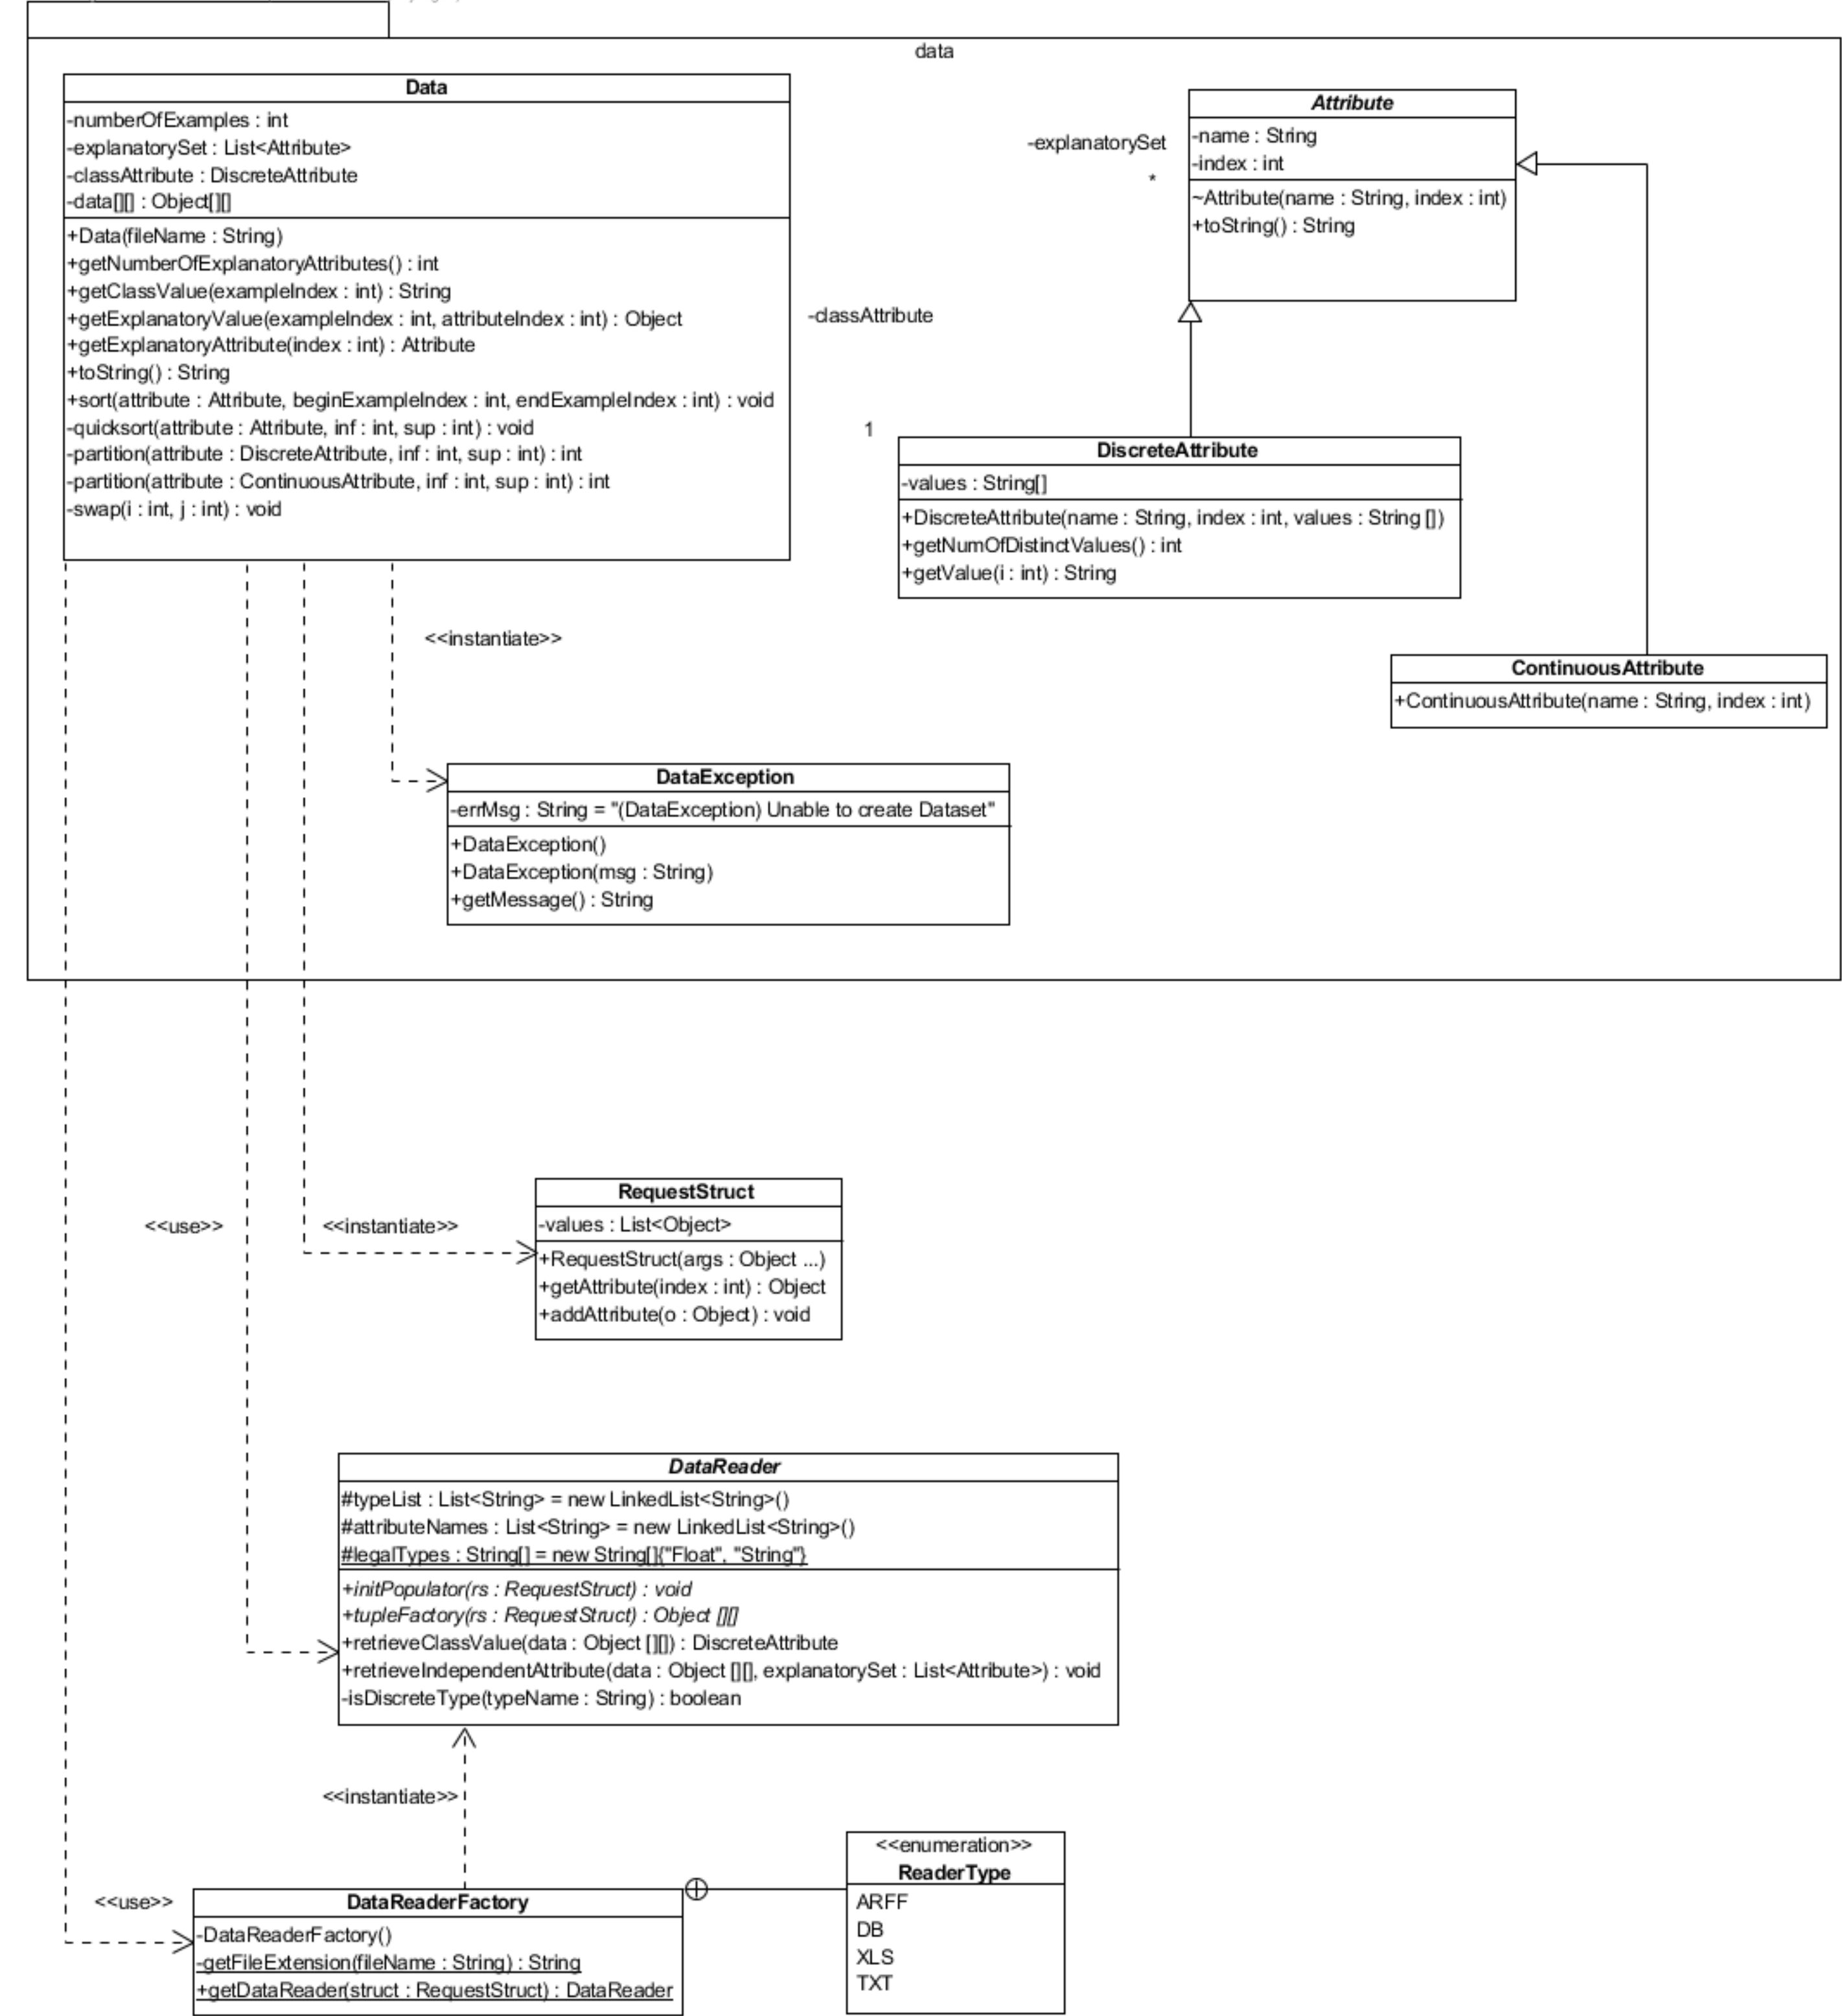 data
Data
-numberOfExamples : int
-explanatorySet : List<Attribute>
-classAttribute : DiscreteAttribute
-data[][] : Object[][]
+Data(fileName : String)
+getNumberOfExplanatoryAttributes() : int
+getClassValue(exampleIndex : int) : String
+getExplanatoryValue(exampleIndex : int, attributeIndex : int) : Object
+getExplanatoryAttribute(index : int) : Attribute
+toString() : String
+sort(attribute : Attribute, beginExampleIndex : int, endExampleIndex : int) : void
-quicksort(attribute : Attribute, inf : int, sup : int) : void
-partition(attribute : DiscreteAttribute, inf : int, sup : int) : int
-partition(attribute : ContinuousAttribute, inf : int, sup : int) : int
-swap(i : int, j : int) : void
-explanatorySet
*
Attribute
-name : String
-index : int
~Attribute(name : String, index : int)
+toString() : String
-classAttribute
1
DiscreteAttribute
-values : String[]
+DiscreteAttribute(name : String, index : int, values : String [])
+getNumOfDistinctValues() : int
+getValue(i : int) : String
ContinuousAttribute
+ContinuousAttribute(name : String, index : int)
<<instantiate>>
DataException
-errMsg : String = "(DataException) Unable to create Dataset"
+DataException()
+DataException(msg : String)
+getMessage() : String
<<use>>
<<instantiate>>
RequestStruct
-values : List<Object>
+RequestStruct(args : Object ...)
+getAttribute(index : int) : Object
+addAttribute(o : Object) : void
DataReader
#typeList : List<String> = new LinkedList<String>()
#attributeNames : List<String> = new LinkedList<String>()
#legalTypes : String[] = new String[]{"Float", "String"}
+initPopulator(rs : RequestStruct) : void
+tupleFactory(rs : RequestStruct) : Object [][]
+retrieveClassValue(data : Object [][]) : DiscreteAttribute
+retrieveIndependentAttribute(data : Object [][], explanatorySet : List<Attribute>) : void
-isDiscreteType(typeName : String) : boolean
<<instantiate>>
<<use>>
DataReaderFactory
-DataReaderFactory()
-getFileExtension(fileName : String) : String
+getDataReader(struct : RequestStruct) : DataReader
<<enumeration>>
ReaderType
ARFF
DB
XLS
TXT